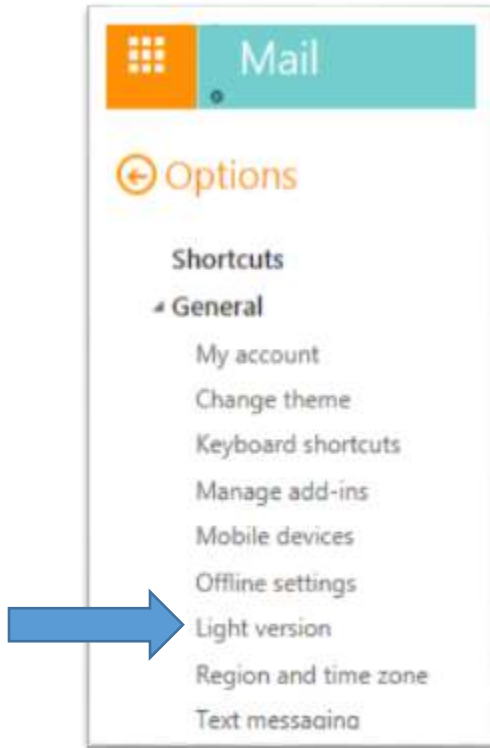 Mail
Options
Shortcuts
General
My account
Change theme
Keyboard shortcuts
Manage add-ins
Mobile devices
Offline settings
Light version
Region and time zone
Text messaging